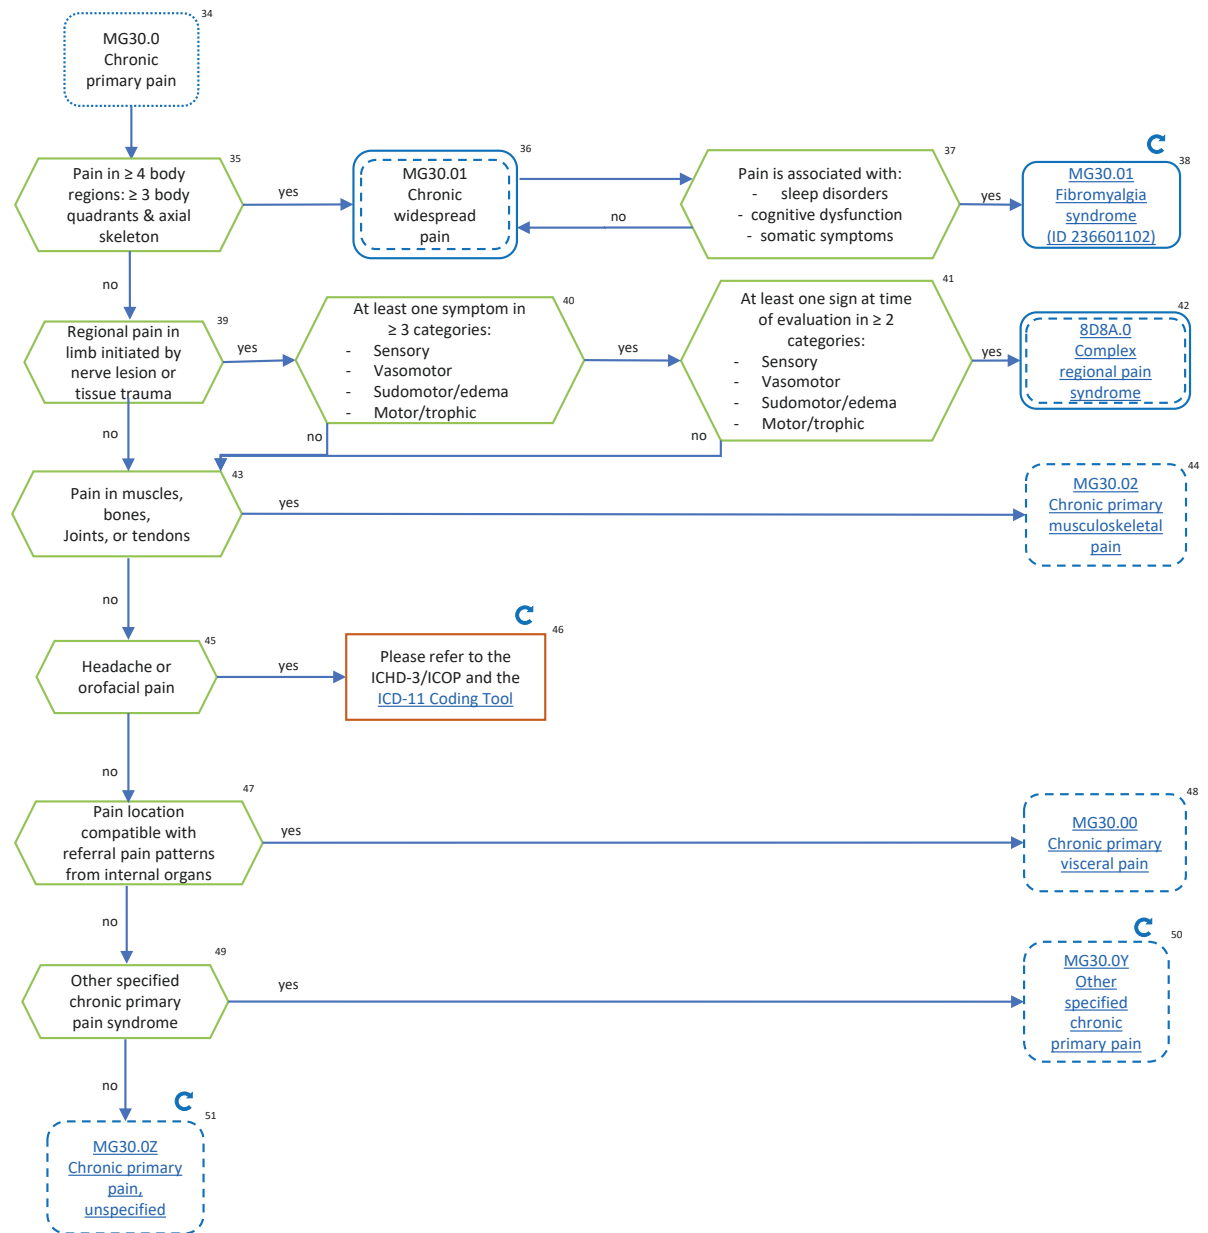 34
MG30.0
Chronic
primary pain
35
Pain in ≥ 4 body
regions: ≥ 3 body
quadrants & axial
skeleton
yes
36
MG30.01
Chronic
widespread
pain
no
37
Pain is associated with:
- sleep disorders
- cognitive dysfunction
- somatic symptoms
yes
38
MG30.01
Fibromyalgia
syndrome
(ID 236601102)
no
39
Regional pain in
limb initiated by
nerve lesion or
tissue trauma
yes
40
At least one symptom in
≥ 3 categories:
- Sensory
- Vasomotor
- Sudomotor/edema
- Motor/trophic
yes
41
At least one sign at time
of evaluation in ≥ 2
categories:
- Sensory
- Vasomotor
- Sudomotor/edema
- Motor/trophic
yes
42
8D8A.0
Complex
regional pain
syndrome
no
no
no
43
Pain in muscles,
bones,
Joints, or tendons
yes
44
MG30.02
Chronic primary
musculoskeletal
pain
no
45
Headache or
orofacial pain
yes
46
Please refer to the
ICHD-3/ICOP and the
ICD-11 Coding Tool
no
47
Pain location
compatible with
referral pain patterns
from internal organs
yes
48
MG30.00
Chronic primary
visceral pain
no
49
Other specified
chronic primary
pain syndrome
yes
50
MG30.0Y
Other
specified
chronic
primary pain
no
51
MG30.0Z
Chronic primary
pain,
unspecified